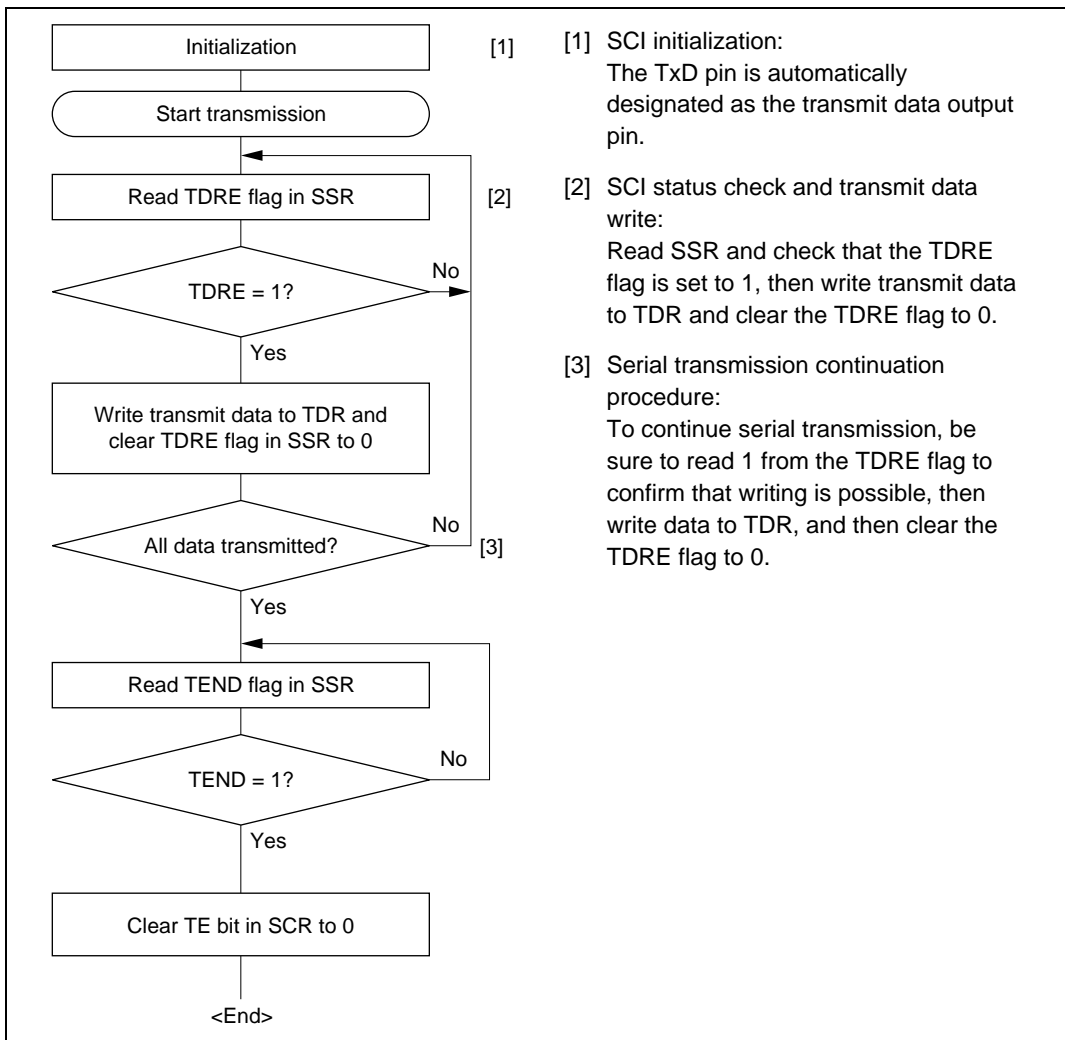 Initialization
[1]
Start transmission
Read TDRE flag in SSR
[2]
TDRE = 1?
No
Yes
Write transmit data to TDR and
clear TDRE flag in SSR to 0
All data transmitted?
No
[3]
Yes
Read TEND flag in SSR
TEND = 1?
No
Yes
Clear TE bit in SCR to 0
<End>
[1] SCI initialization:
The TxD pin is automatically
designated as the transmit data output
pin.
[2] SCI status check and transmit data
write:
Read SSR and check that the TDRE
flag is set to 1, then write transmit data
to TDR and clear the TDRE flag to 0.
[3] Serial transmission continuation
procedure:
To continue serial transmission, be
sure to read 1 from the TDRE flag to
confirm that writing is possible, then
write data to TDR, and then clear the
TDRE flag to 0.